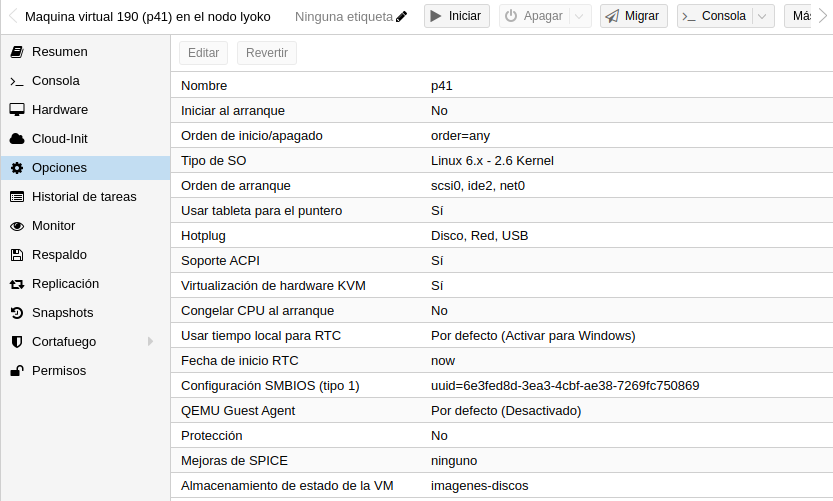 Maquina virtual 190 (p41) en el nodo lyoko Ninguna etiqueta Iniciar Apagar Migrar Consola Más
Resumen
Consola
Hardware
Cloud-Init
Opciones
Historial de tareas
Monitor
Respaldo
Replicación
Snapshots
Cortafuego
Permisos
Editar Revertir
Nombre p41
Iniciar al arranque No
Orden de inicio/apagado order=any
Tipo de SO Linux 6.x - 2.6 Kernel
Orden de arranque scsi0, ide2, net0
Usar tableta para el puntero Sí
Hotplug Disco, Red, USB
Soporte ACPI Sí
Virtualización de hardware KVM Sí
Congelar CPU al arranque No
Usar tiempo local para RTC Por defecto (Activar para Windows)
Fecha de inicio RTC now
Configuración SMBIOS (tipo 1) uuid=6e3fed8d-3ea3-4cbf-ae38-7269fc750869
QEMU Guest Agent Por defecto (Desactivado)
Protección No
Mejoras de SPICE ninguno
Almacenamiento de estado de la VM imagenes-discos